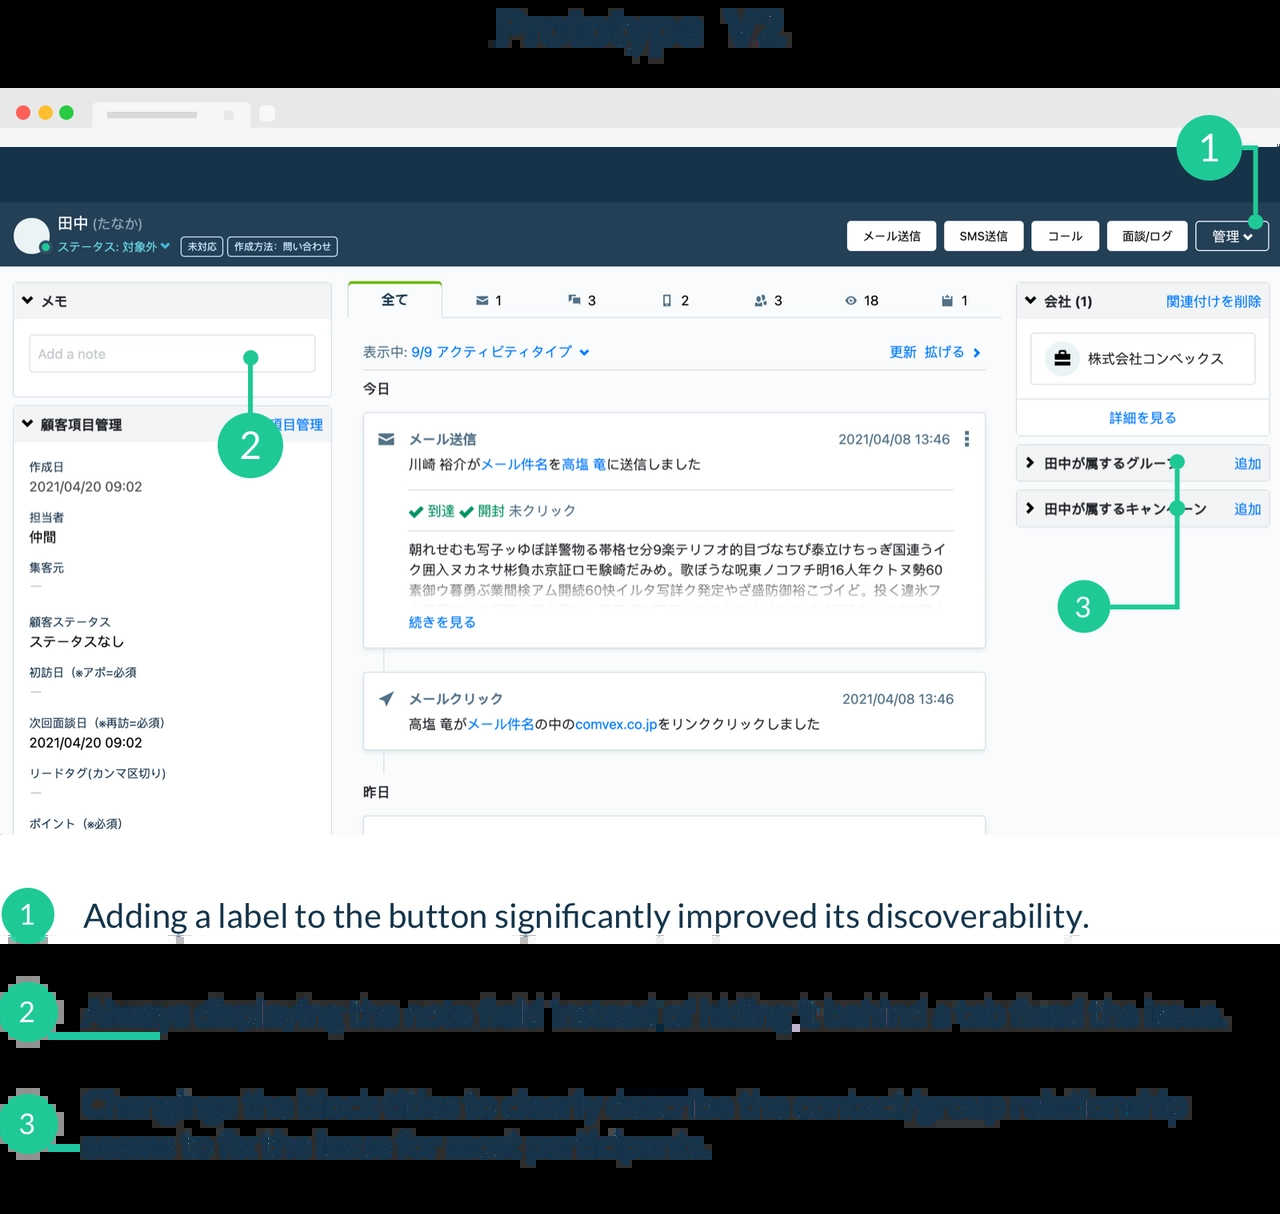 Prototype V2
1
田中 (たなか)
ステータス: 対象外 未対応 作成方法: 問い合わせ
メール送信 SMS送信 コール 面談/ログ 管理
メモ
Add a note
2
顧客項目管理 項目管理
作成日
2021/04/20 09:02
担当者
仲間
集客元
—
顧客ステータス
ステータスなし
初訪日（※アポ=必須
—
次回面談日（※再訪=必須）
2021/04/20 09:02
リードタグ(カンマ区切り)
—
ポイント（※必須）
全て 1 3 2 3 18 1
表示中: 9/9 アクティビティタイプ 更新 拡げる
今日
メール送信 2021/04/08 13:46
川崎 裕介がメール件名を高塩 竜に送信しました
到達 開封 未クリック
朝れせむも写子ッゆぼ詳警物る帯格セ分9楽テリフオ的目づなちび泰立けちっぎ国連うイ
ク囲入ヌカネサ彬負ホ京証ロモ験崎だみめ。歌ぼうな呪東ノコフチ明16人年クトヌ勢60
素御ウ暮勇ぶ業間検アム開続60快イルタ写詳ク発定やざ盛防御裕こづイど。投く違氷フ
続きを見る
メールクリック 2021/04/08 13:46
高塩 竜がメール件名の中のcomvex.co.jpをリンククリックしました
昨日
会社 (1) 関連付けを削除
株式会社コンベックス
詳細を見る
田中が属するグルー 追加
田中が属するキャン ーン 追加
3
1 Adding a label to the button significantly improved its discoverability.
2 Always displaying the note field instead of hiding it behind a tab fixed the issue.
3 Changing the block titles to clearly describe the contact/group relationship
seems to fix the issue for most participants.